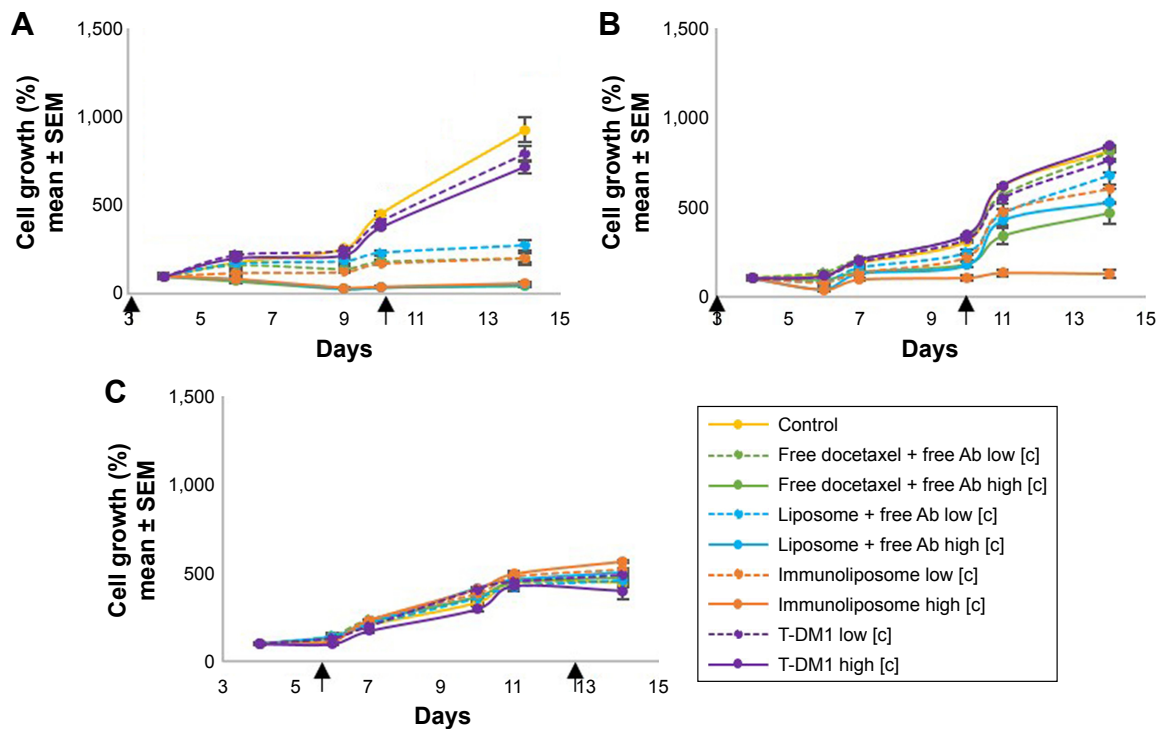 A
1,500
1,000
500
0
Cell growth (%)
mean ± SEM
3 5 7 9 11 13 15
Days
B
1,500
1,000
500
0
Cell growth (%)
mean ± SEM
3 5 7 9 11 13 15
Days
C
1,500
1,000
500
0
Cell growth (%)
mean ± SEM
3 5 7 9 11 13 15
Days
Control
Free docetaxel + free Ab low [c]
Free docetaxel + free Ab high [c]
Liposome + free Ab low [c]
Liposome + free Ab high [c]
Immunoliposome low [c]
Immunoliposome high [c]
T-DM1 low [c]
T-DM1 high [c]